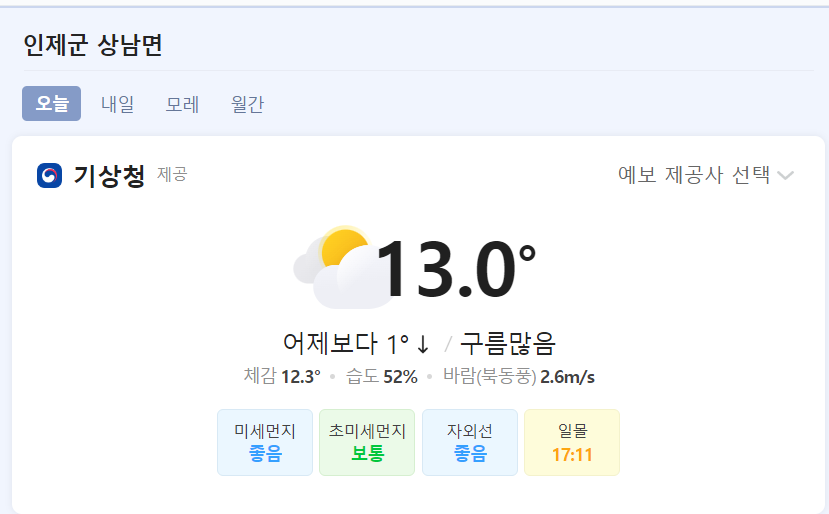 인제군 상남면
오늘 내일 모레 월간
기상청 제공 예보 제공사 선택
13.0°
어제보다 1°↓ / 구름많음
체감 12.3° • 습도 52% • 바람(북동풍) 2.6m/s
미세먼지 초미세먼지 자외선 일몰
좋음 보통 좋음 17:11